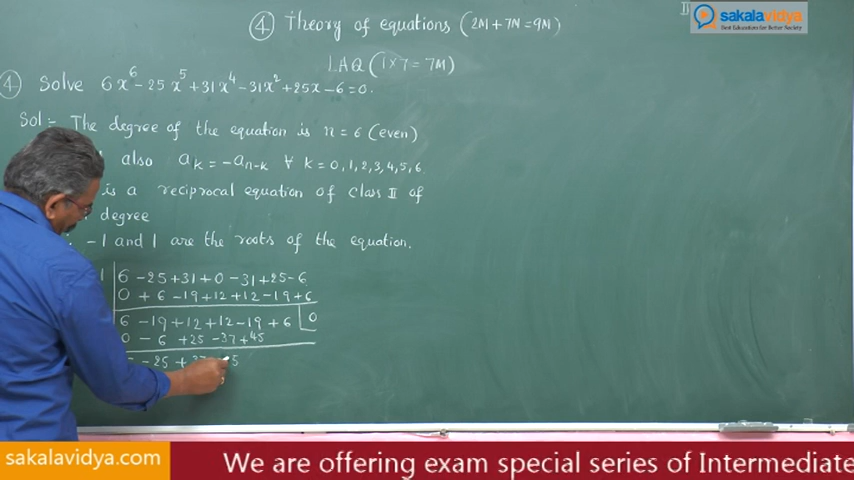 ④ Theory of equations (2M+7M=9M)
sakalavidya
LAQ (1×7=7M)
④ Solve 6x⁶-25x⁵+31x⁴-31x²+25x-6=0.
Sol:- The degree of the equation is n=6 (even)
also aₖ = -aₙ₋ₖ ∀ k=0,1,2,3,4,5,6.
is a reciprocal equation of class II of
degree
-1 and 1 are the roots of the equation.
1 | 6 -25 +31 +0 -31 +25 -6
0 +6 -19 +12 +12 -19 +6
6 -19 +12 +12 -19 +6 |0
0 -6 +25 -37 +45
-25 +37 5
sakalavidya.com
We are offering exam special series of Intermediate